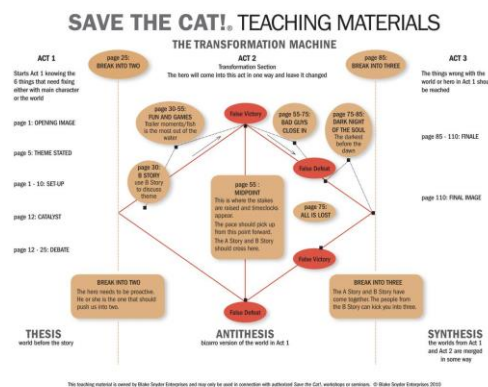 SAVE THE CAT!® TEACHING MATERIALS
THE TRANSFORMATION MACHINE
ACT 1
Starts Act 1 knowing the
6 things that need fixing
either with main character
or the world
page 1: OPENING IMAGE
page 5: THEME STATED
page 1 - 10: SET-UP
page 12: CATALYST
page 12 - 25: DEBATE
THESIS
world before the story
page 25:
BREAK INTO TWO
BREAK INTO TWO
The hero needs to be proactive.
He or she is the one that should
push us into two.
ACT 2
Transformation Section
The hero will come into this act in one way and leave it changed
30-55:
FUN AND GAMES
Trailer moments/fish
is the most out of the
water
page 30:
B STORY
use B Story
to discuss
theme
False Victory
55-75:
BAD GUYS
CLOSE IN
75-85:
DARK NIGHT
OF THE SOUL
The darkest
before the
dawn
False Defeat
page 55 :
MIDPOINT
This is where the stakes
are raised and timeclocks
appear.
The pace should pick up
from this point forward.
The A Story and B Story
should cross here.
page 75:
ALL IS LOST
False Victory
False Defeat
ANTITHESIS
bizarro version of the world in Act 1
page 85:
BREAK INTO THREE
BREAK INTO THREE
The A Story and B Story have
come together. The people from
the B Story can kick you into three.
ACT 3
The things wrong with the
world or hero in Act 1 shou
be reached
page 85 - 110: FINALE
page 110: FINAL IMAGE
SYNTHESIS
the worlds from Act 1
and Act 2 are merged
in some way
This teaching material is owned by Blake Snyder Enterprises and may only be used in connection with authorized Save the Cat!, workshops or seminars. © Blake Snyder Enterprises 2010